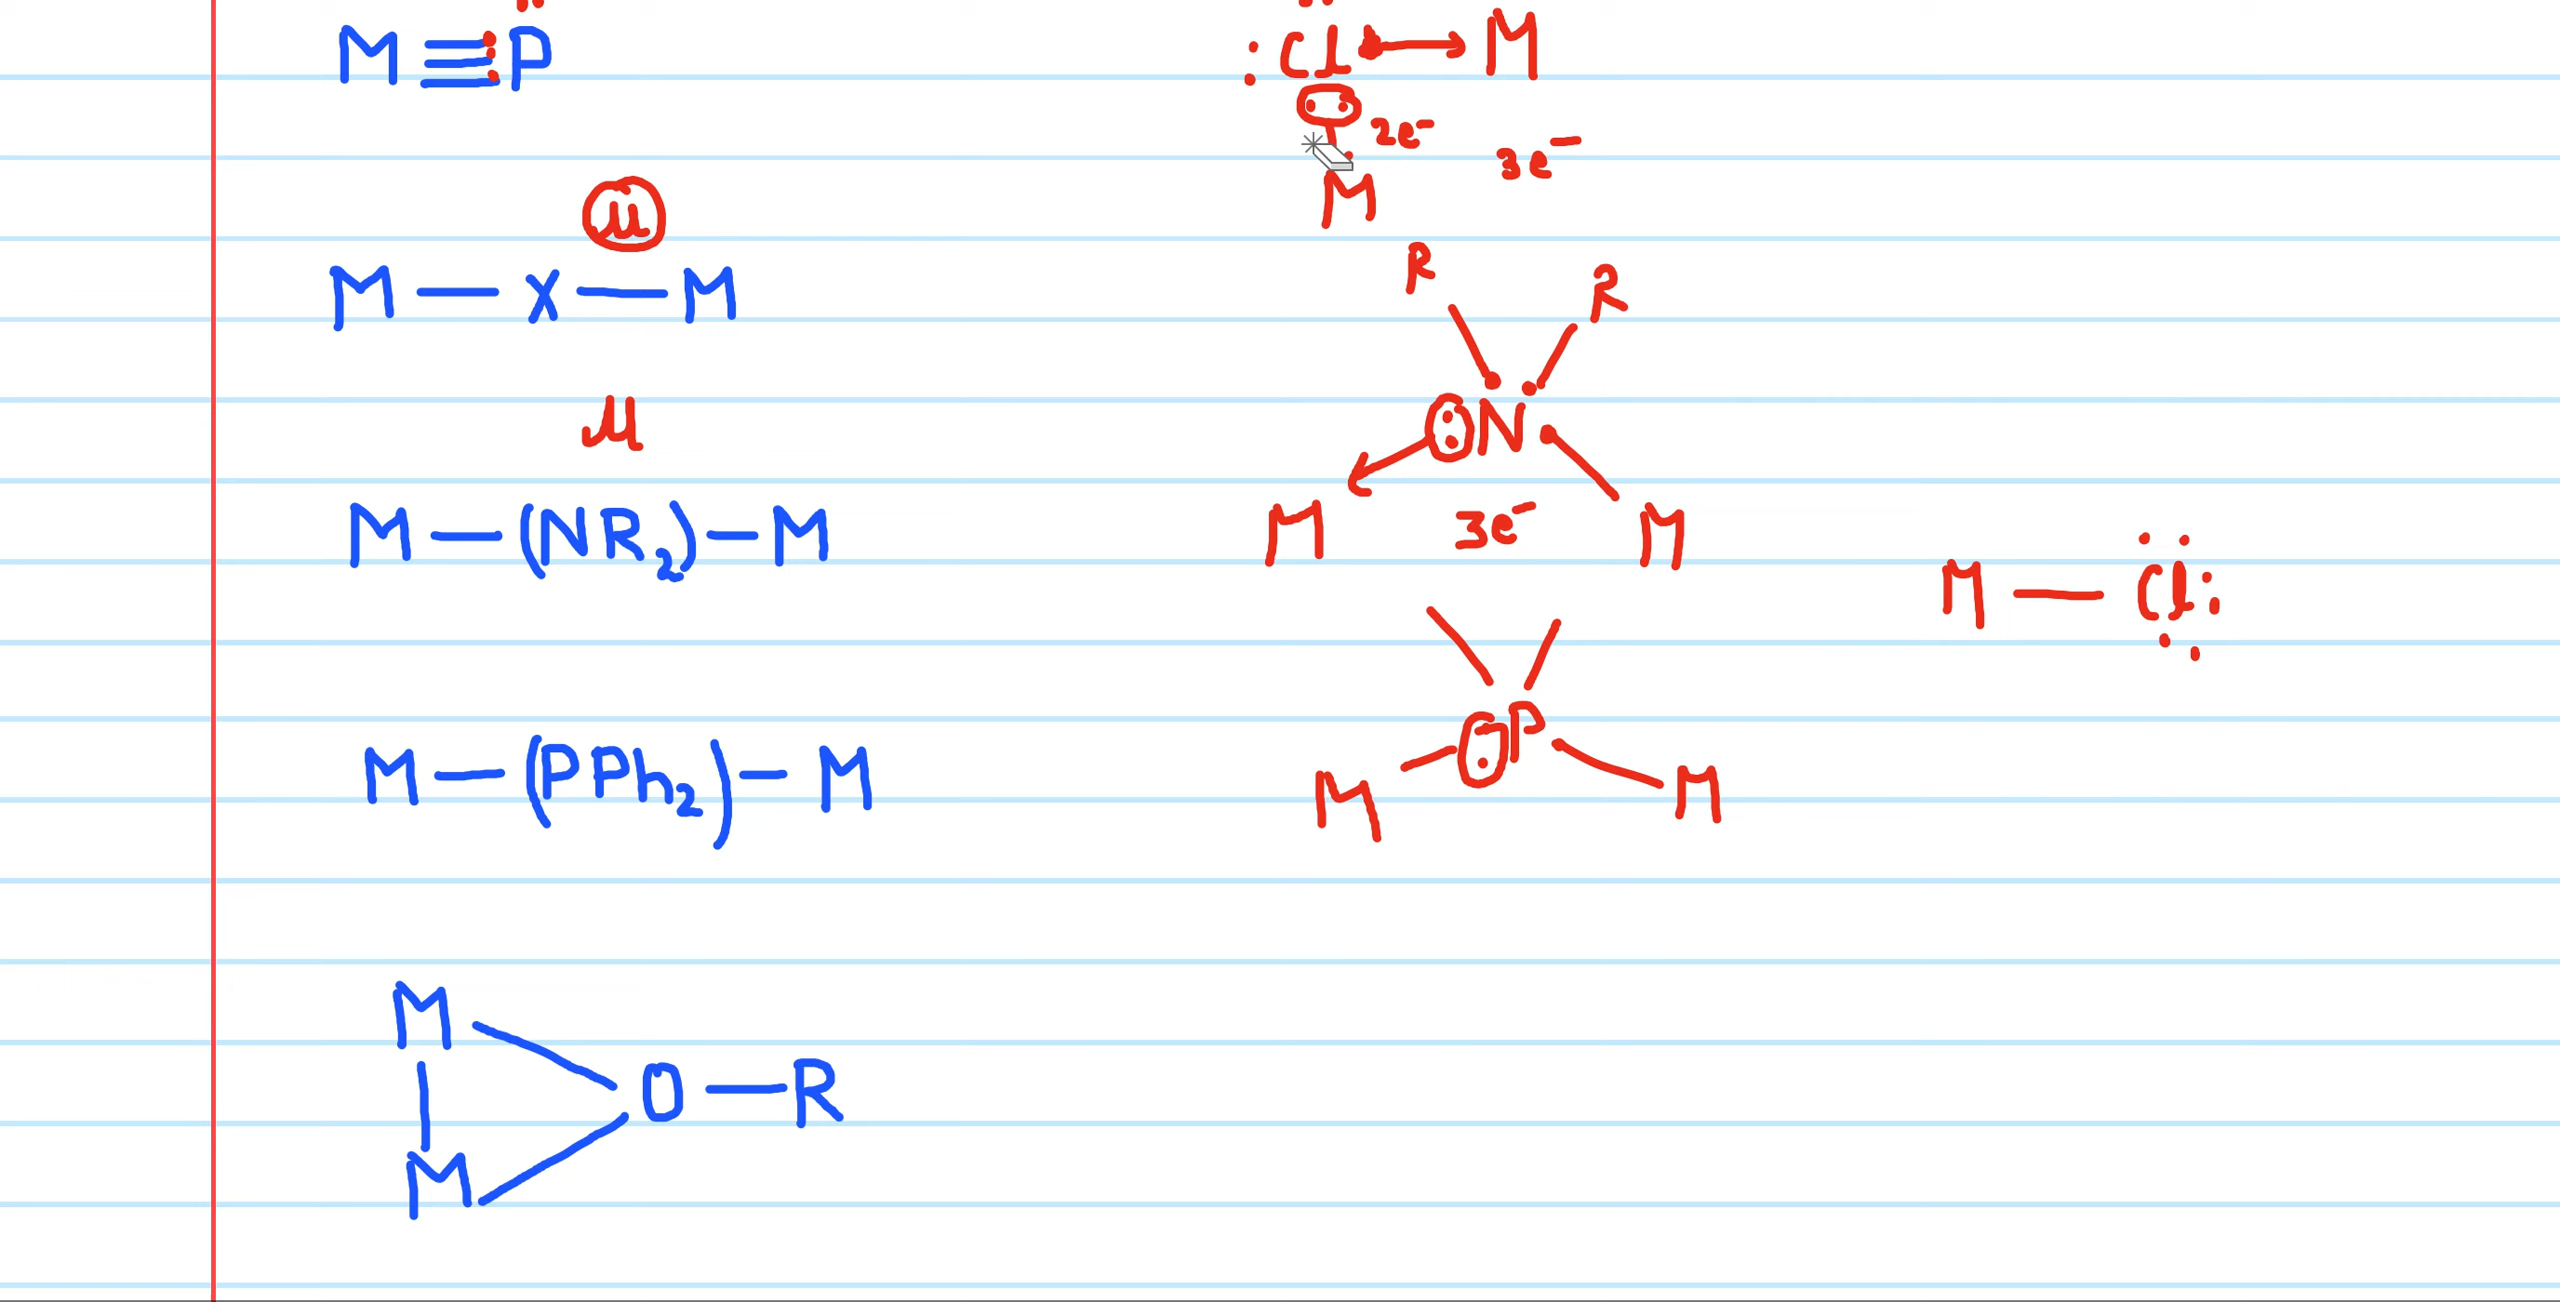 M≡P
:Cl→M
2e⁻
3e⁻
M
μ
M—X—M
R R
N
M 3e⁻ M
μ
M—(NR₂)—M
M—Cl:
P
M M
M—(PPh₂)—M
M
O—R
M